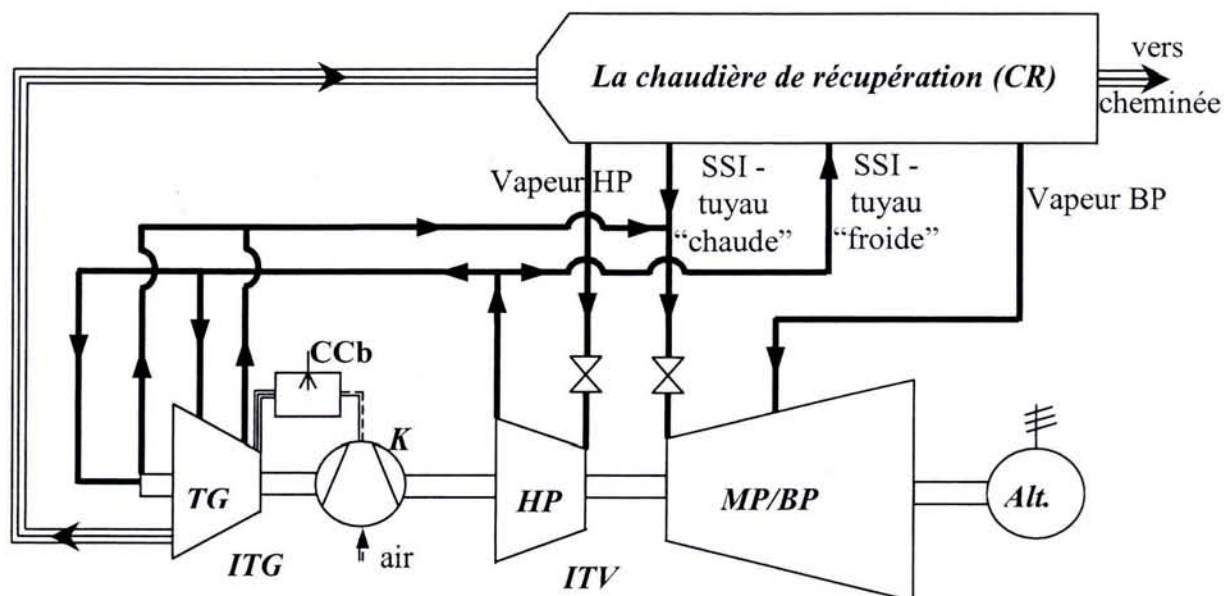 La chaudière de récupération (CR)
vers
cheminée
Vapeur HP
SSI -
tuyau
“chaude”
SSI -
tuyau
“froide”
Vapeur BP
CCb
K
TG
HP
MP/BP
Alt.
ITG
air
ITV